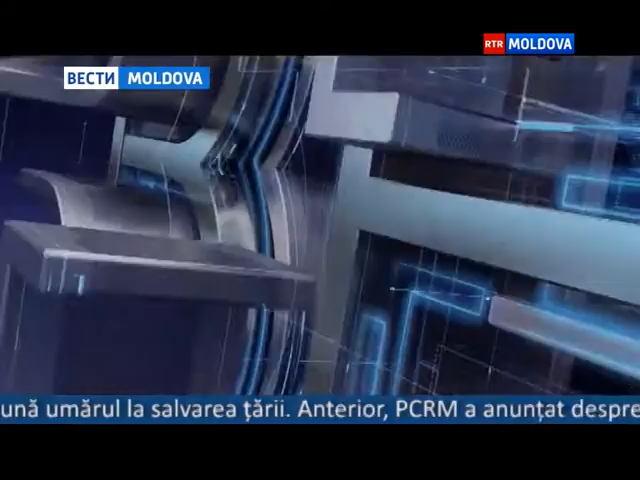 RTR MOLDOVA
ВЕСТИ MOLDOVA
ună umărul la salvarea țării. Anterior, PCRM a anunțat despre